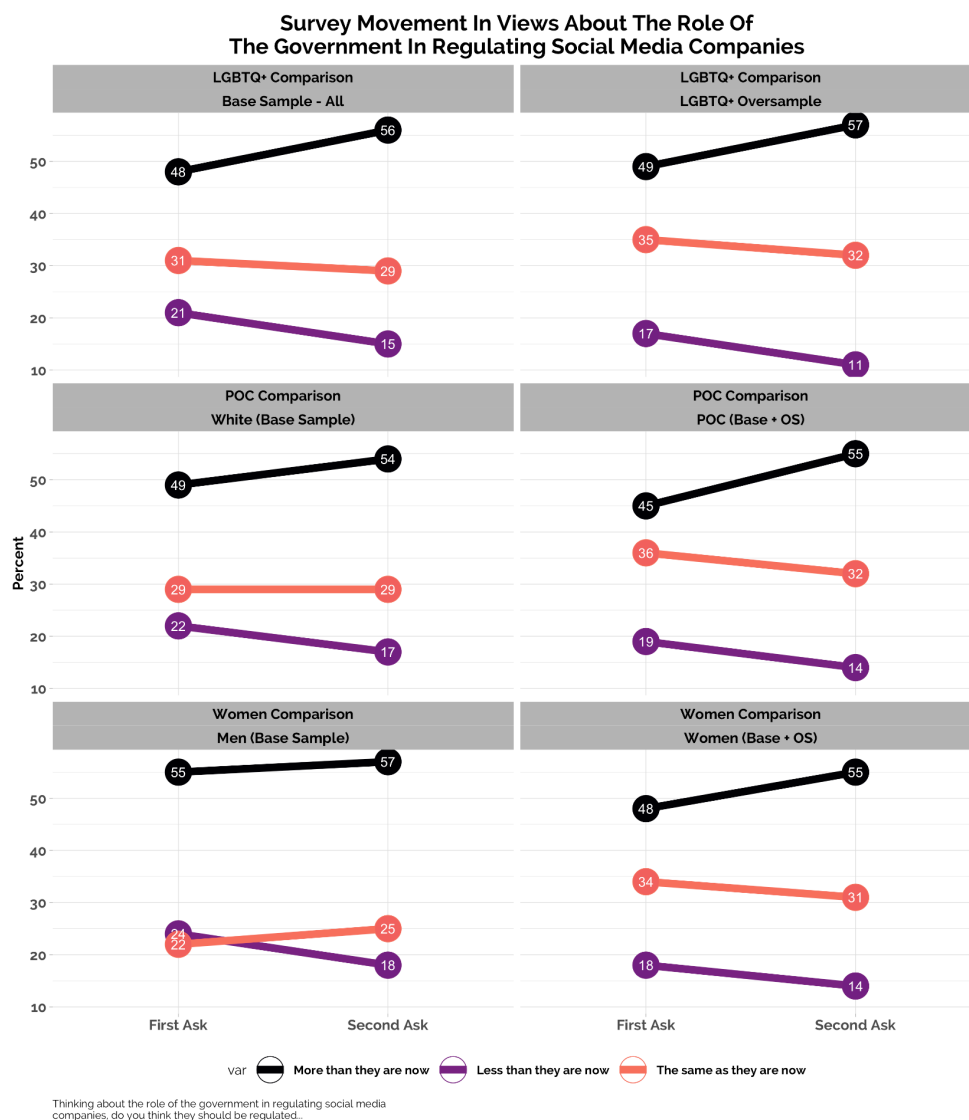 Survey Movement In Views About The Role Of
The Government In Regulating Social Media Companies
LGBTQ+ Comparison
Base Sample - All
LGBTQ+ Comparison
LGBTQ+ Oversample
50
40
30
20
10
48
56
31
29
21
15
49
57
35
32
17
11
POC Comparison
White (Base Sample)
POC Comparison
POC (Base + OS)
Percent
50
40
30
20
10
49
54
29
29
22
17
45
55
36
32
19
14
Women Comparison
Men (Base Sample)
Women Comparison
Women (Base + OS)
50
40
30
20
10
55
57
24
22
25
18
48
55
34
31
18
14
First Ask
Second Ask
First Ask
Second Ask
var
More than they are now
Less than they are now
The same as they are now
Thinking about the role of the government in regulating social media
companies, do you think they should be regulated...